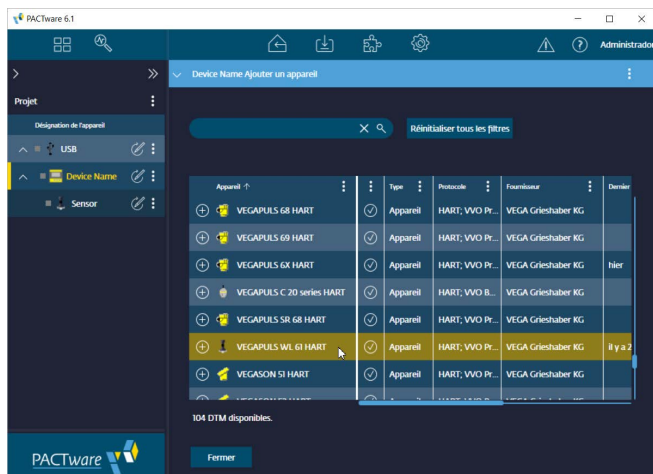 PACTware 6.1
Administrador
Device Name Ajouter un appareil
Projet
Désignation de l'appareil
USB
Device Name
Sensor
Réinitialiser tous les filtres
Appareil Type Protocole Fournisseur Dernier
VEGAPULS 68 HART Appareil HART; VVO Pr... VEGA Grieshaber KG
VEGAPULS 69 HART Appareil HART; VVO Pr... VEGA Grieshaber KG
VEGAPULS 6X HART Appareil HART; VVO Pr... VEGA Grieshaber KG hier
VEGAPULS C 20 series HART Appareil HART; VVO B... VEGA Grieshaber KG
VEGAPULS SR 68 HART Appareil HART; VVO Pr... VEGA Grieshaber KG
VEGAPULS WL 61 HART Appareil HART; VVO Pr... VEGA Grieshaber KG il y a 2
VEGASON 51 HART Appareil HART; VVO Pr... VEGA Grieshaber KG
104 DTM disponibles.
Fermer
PACTware